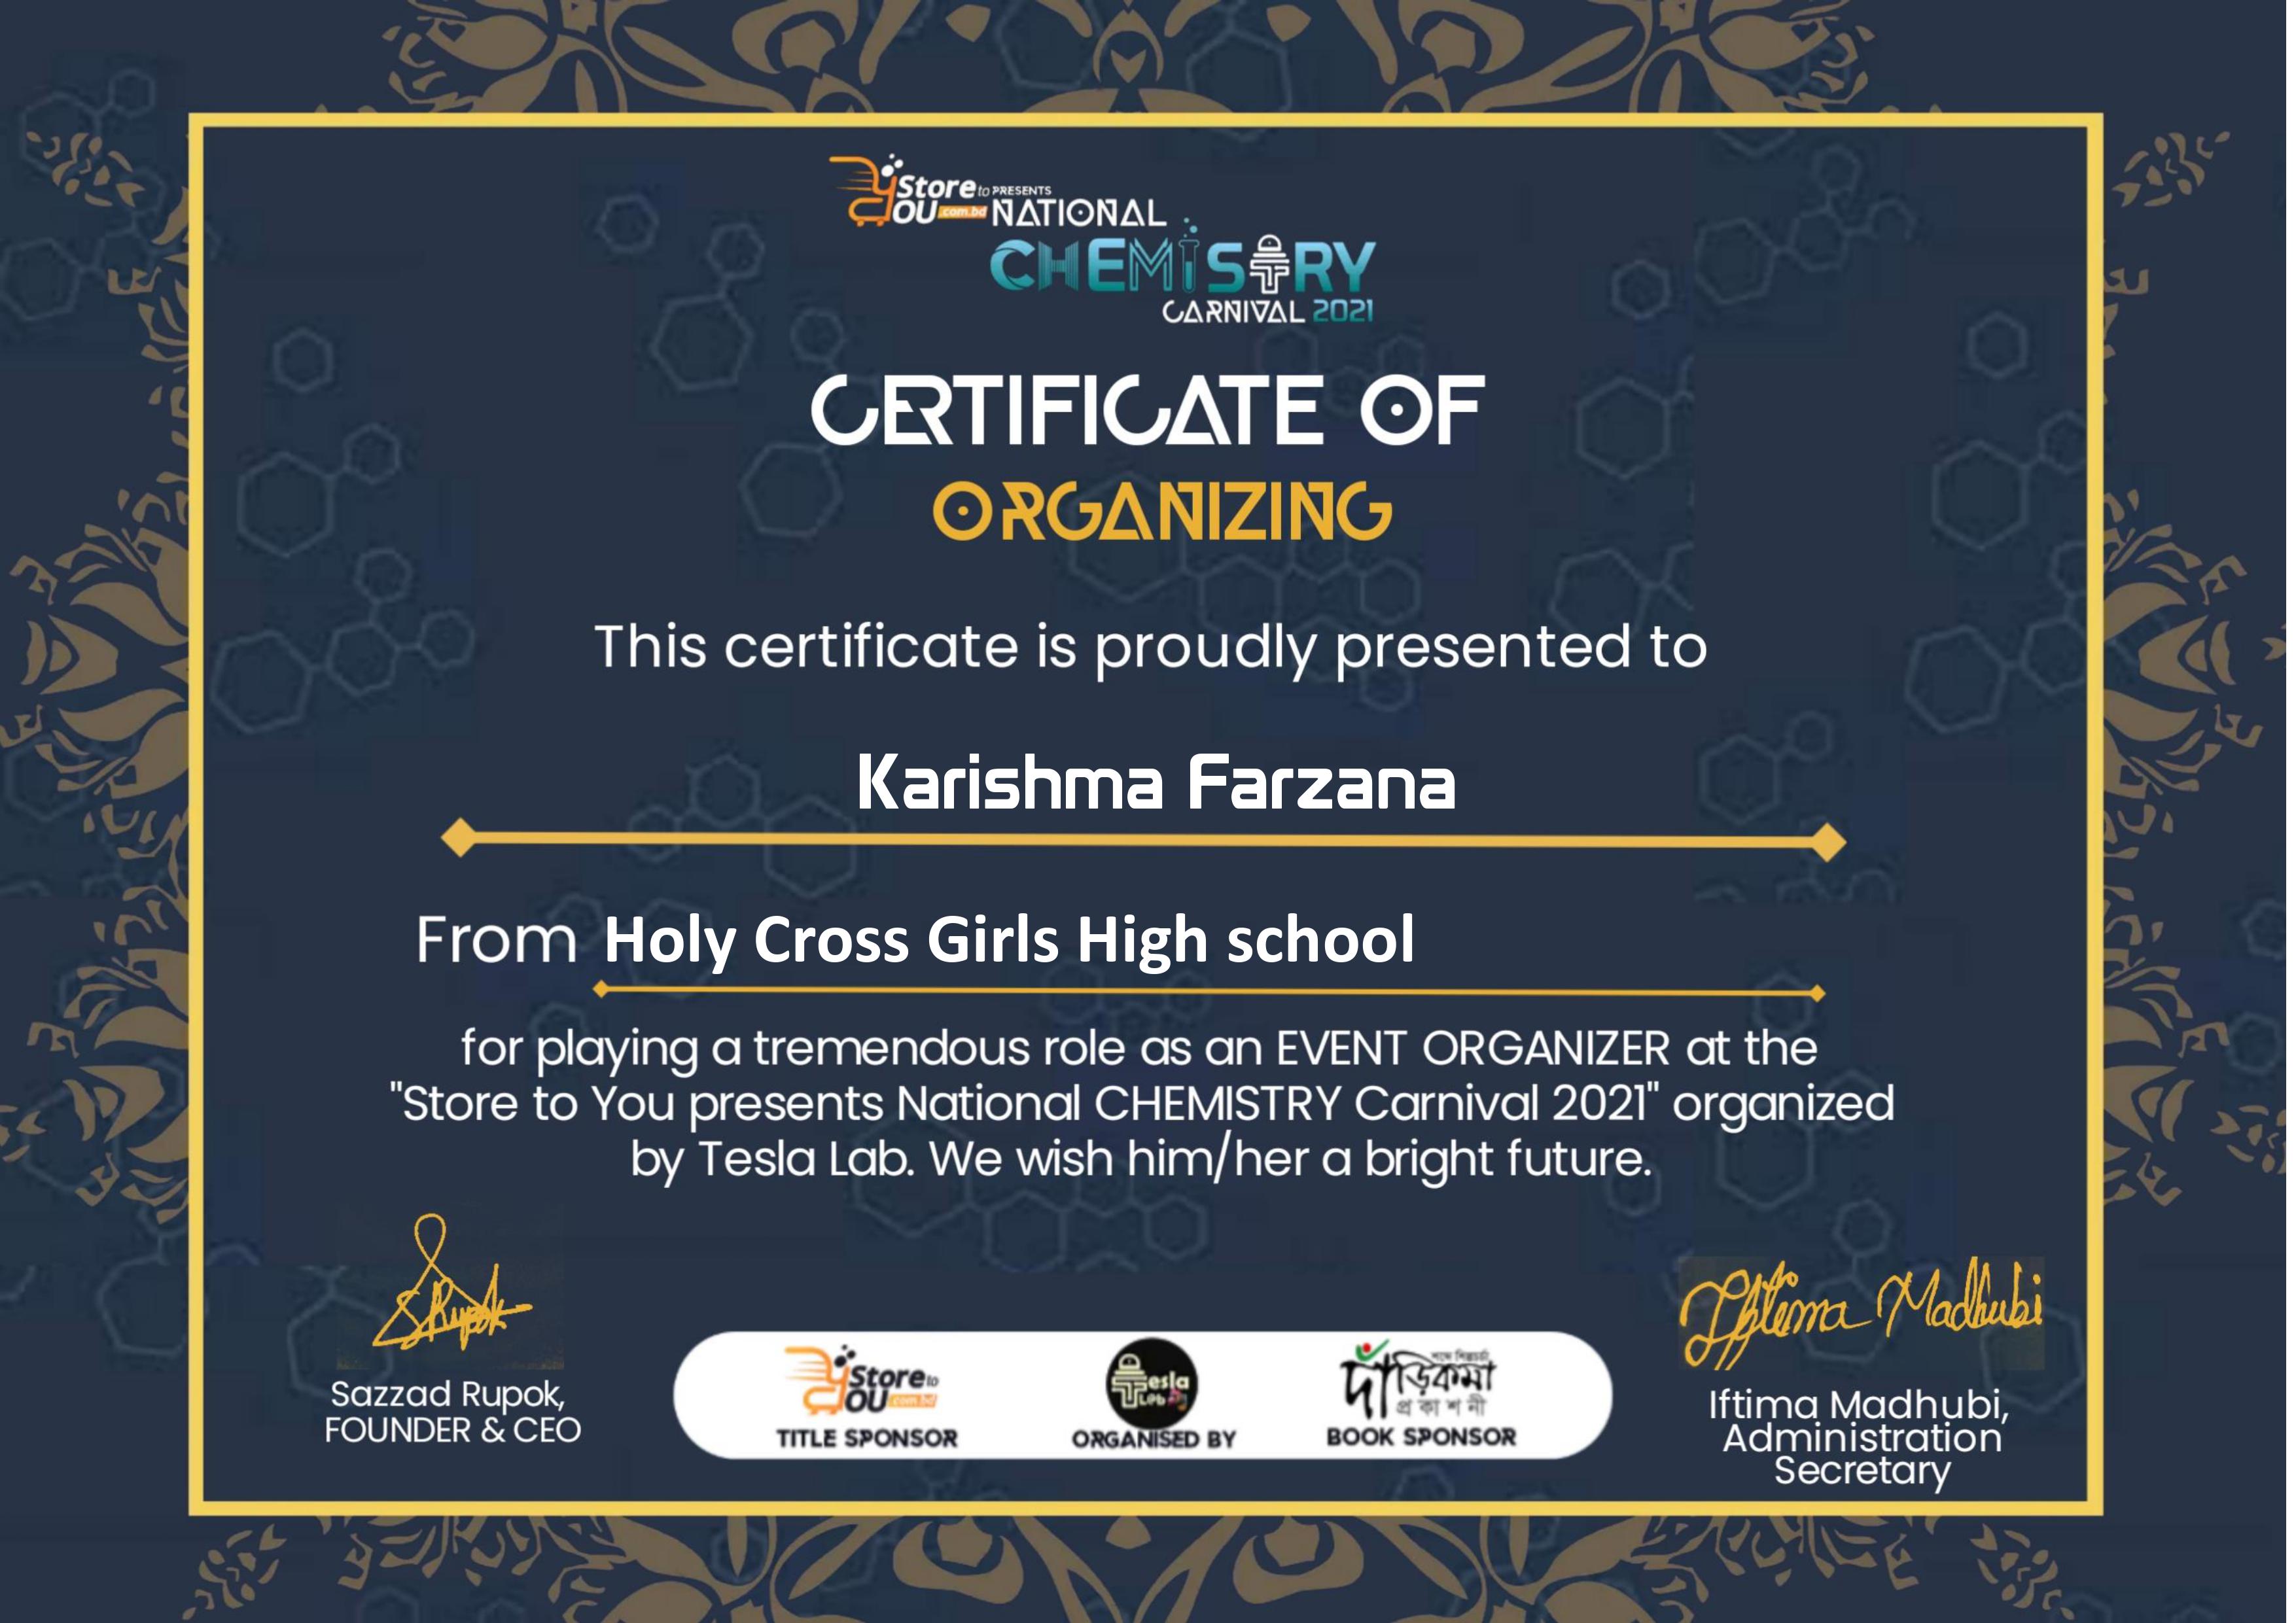 Store to PRESENTS
YOU .com.bd NATIONAL
CHEMISTRY
CARNIVAL 2021
CERTIFICATE OF
ORGANIZING
This certificate is proudly presented to
Karishma Farzana
From Holy Cross Girls High school
for playing a tremendous role as an EVENT ORGANIZER at the
"Store to You presents National CHEMISTRY Carnival 2021" organized
by Tesla Lab. We wish him/her a bright future.
S Rupok
Iftima Madhubi
Sazzad Rupok,
FOUNDER & CEO
Store to
YOU .com.bd
TITLE SPONSOR
Tesla
Lab
ORGANISED BY
দাঁড়িকমা
প্রকাশনী
BOOK SPONSOR
Iftima Madhubi,
Administration
Secretary